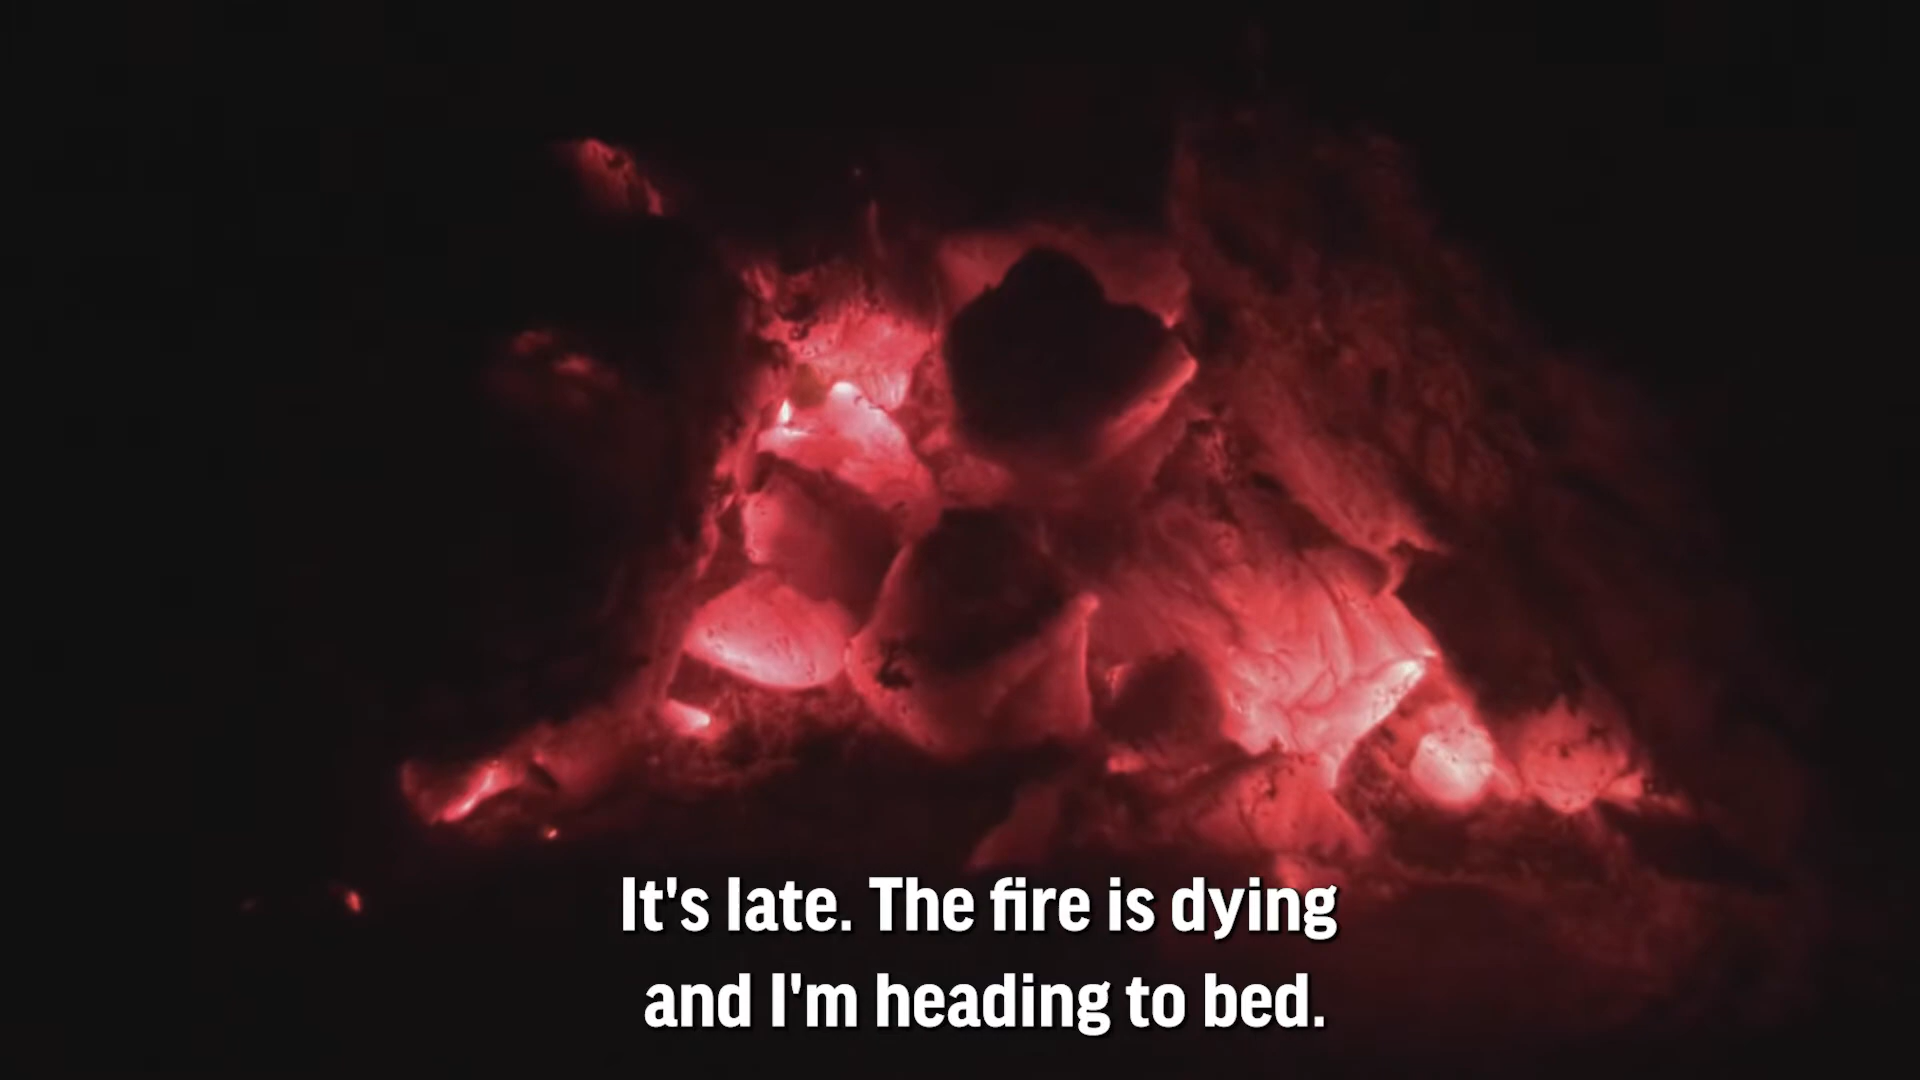 It's late. The fire is dying
and I'm heading to bed.